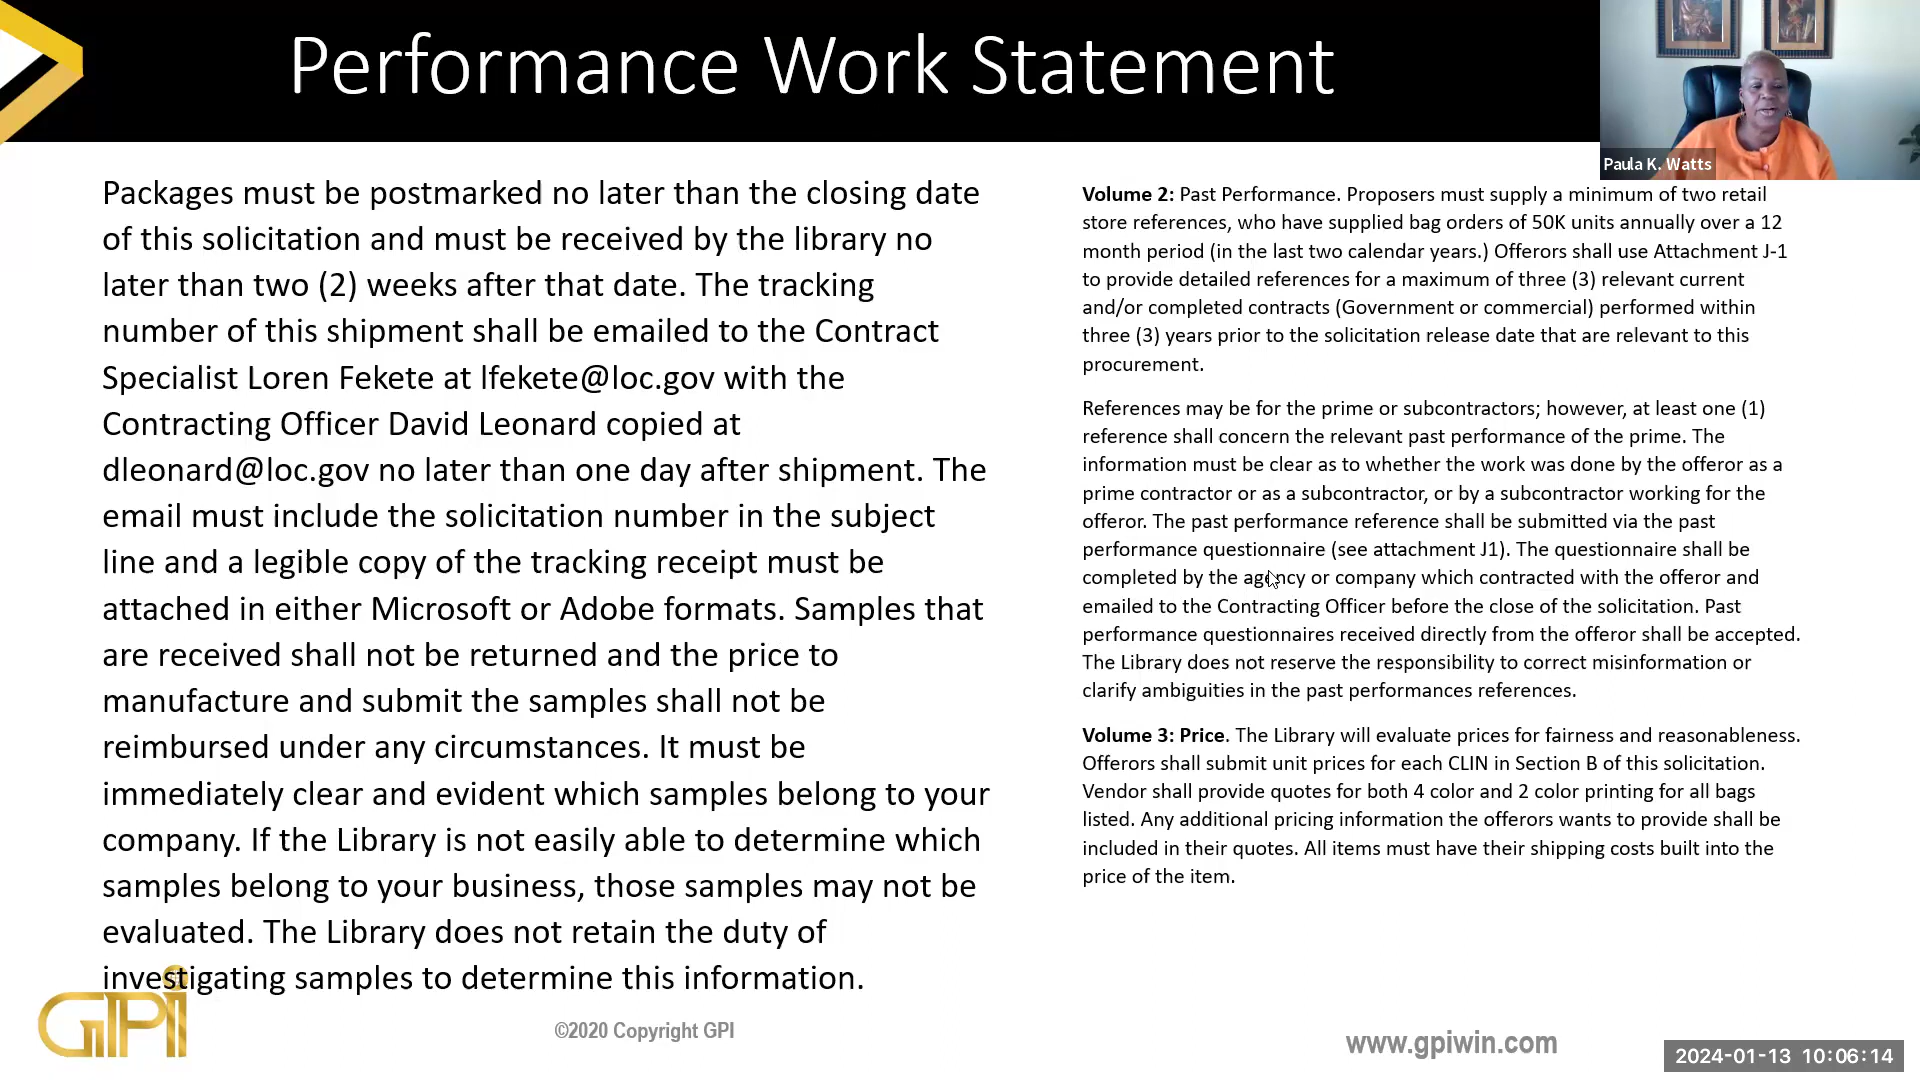 Performance Work Statement
Paula K. Watts
Packages must be postmarked no later than the closing date
of this solicitation and must be received by the library no
later than two (2) weeks after that date. The tracking
number of this shipment shall be emailed to the Contract
Specialist Loren Fekete at lfekete@loc.gov with the
Contracting Officer David Leonard copied at
dleonard@loc.gov no later than one day after shipment. The
email must include the solicitation number in the subject
line and a legible copy of the tracking receipt must be
attached in either Microsoft or Adobe formats. Samples that
are received shall not be returned and the price to
manufacture and submit the samples shall not be
reimbursed under any circumstances. It must be
immediately clear and evident which samples belong to your
company. If the Library is not easily able to determine which
samples belong to your business, those samples may not be
evaluated. The Library does not retain the duty of
investigating samples to determine this information.
Volume 2: Past Performance. Proposers must supply a minimum of two retail
store references, who have supplied bag orders of 50K units annually over a 12
month period (in the last two calendar years.) Offerors shall use Attachment J-1
to provide detailed references for a maximum of three (3) relevant current
and/or completed contracts (Government or commercial) performed within
three (3) years prior to the solicitation release date that are relevant to this
procurement.
References may be for the prime or subcontractors; however, at least one (1)
reference shall concern the relevant past performance of the prime. The
information must be clear as to whether the work was done by the offeror as a
prime contractor or as a subcontractor, or by a subcontractor working for the
offeror. The past performance reference shall be submitted via the past
performance questionnaire (see attachment J1). The questionnaire shall be
completed by the agency or company which contracted with the offeror and
emailed to the Contracting Officer before the close of the solicitation. Past
performance questionnaires received directly from the offeror shall be accepted.
The Library does not reserve the responsibility to correct misinformation or
clarify ambiguities in the past performances references.
Volume 3: Price. The Library will evaluate prices for fairness and reasonableness.
Offerors shall submit unit prices for each CLIN in Section B of this solicitation.
Vendor shall provide quotes for both 4 color and 2 color printing for all bags
listed. Any additional pricing information the offerors wants to provide shall be
included in their quotes. All items must have their shipping costs built into the
price of the item.
GPI
©2020 Copyright GPI
www.gpiwin.com
2024-01-13 10:06:14